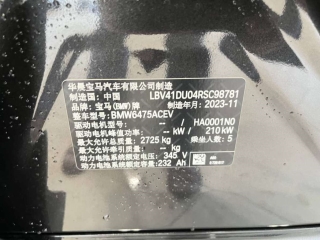 华晨宝马汽车有限公司制造
制造国: 中国 LBV41DU04RSC98781
品牌: 宝马(BMW)牌 制造年月: 2023-11
整车型号: BMW6475ACEV
驱动电机型号: — / HA0001N0
驱动电机峰值功率: — kW / 210 kW
最大允许总质量: 2725 kg 乘坐人数: 5
最大允许牵引质量: — kg
动力电池系统额定电压: 345 V
动力电池系统额定容量: 232 Ah